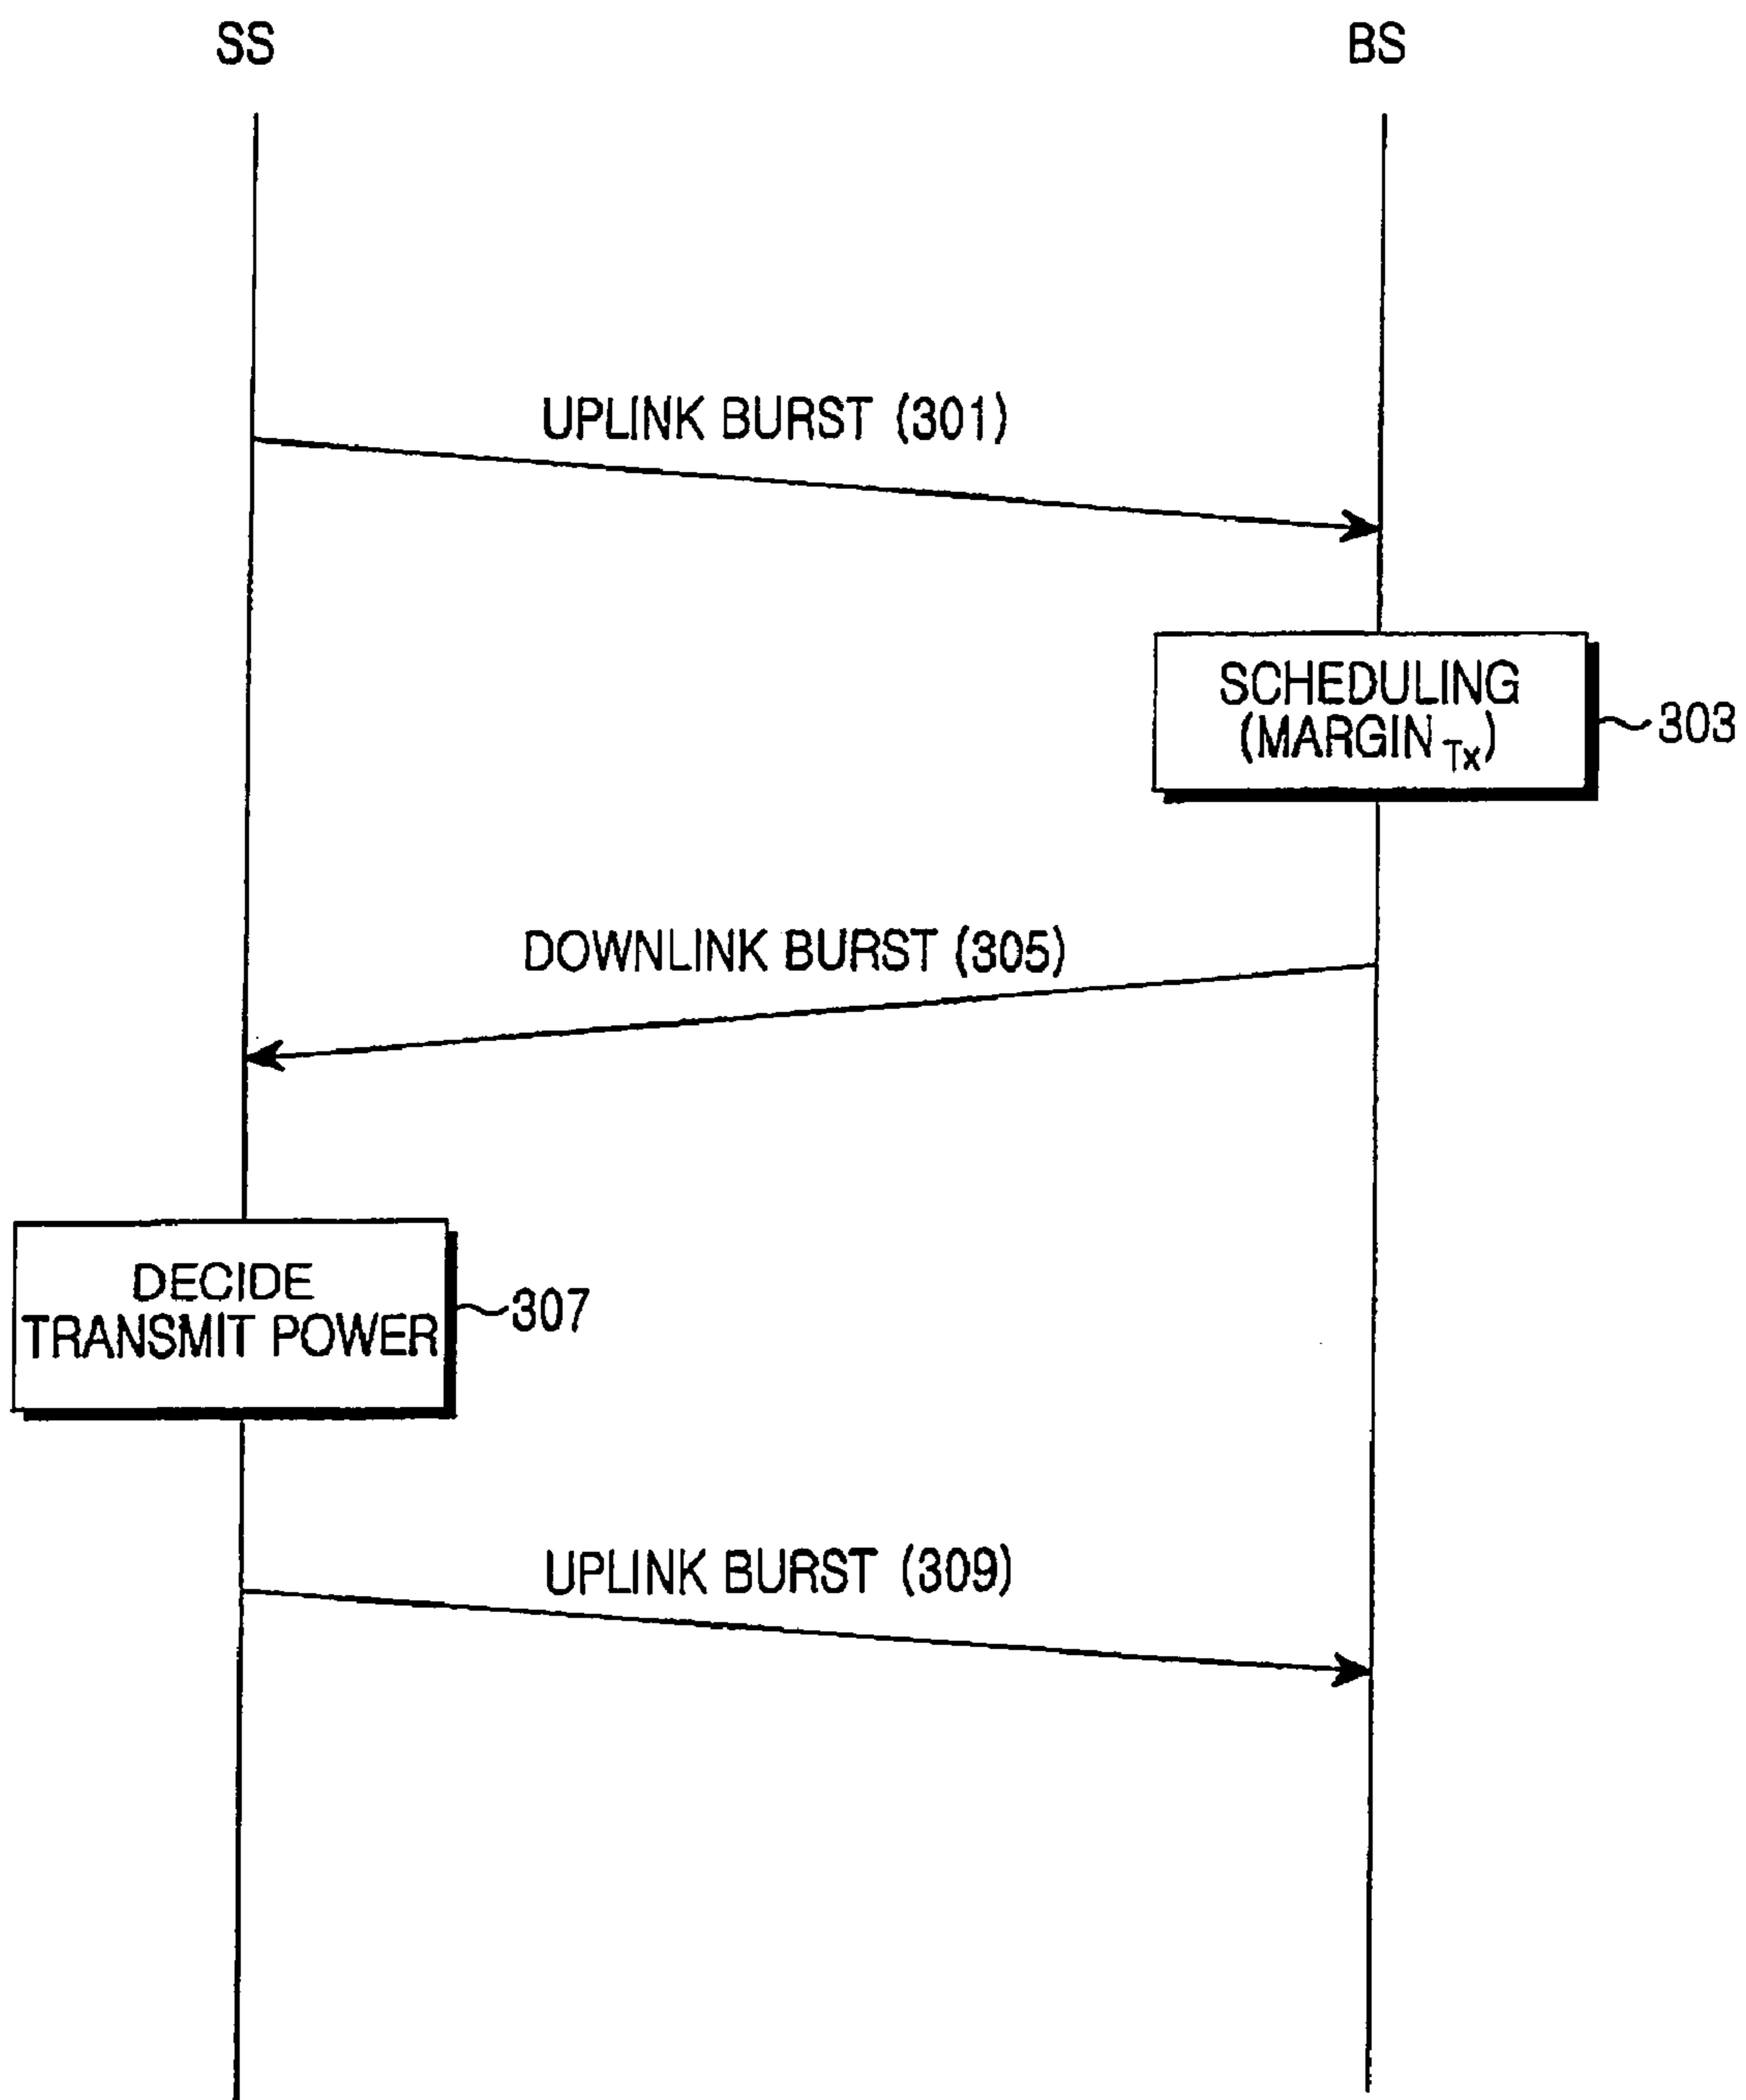 SS
BS
UPLINK BURST (301)
SCHEDULING
(MARGIN Tx)
303
DOWNLINK BURST (305)
DECIDE
TRANSMIT POWER
307
UPLINK BURST (309)